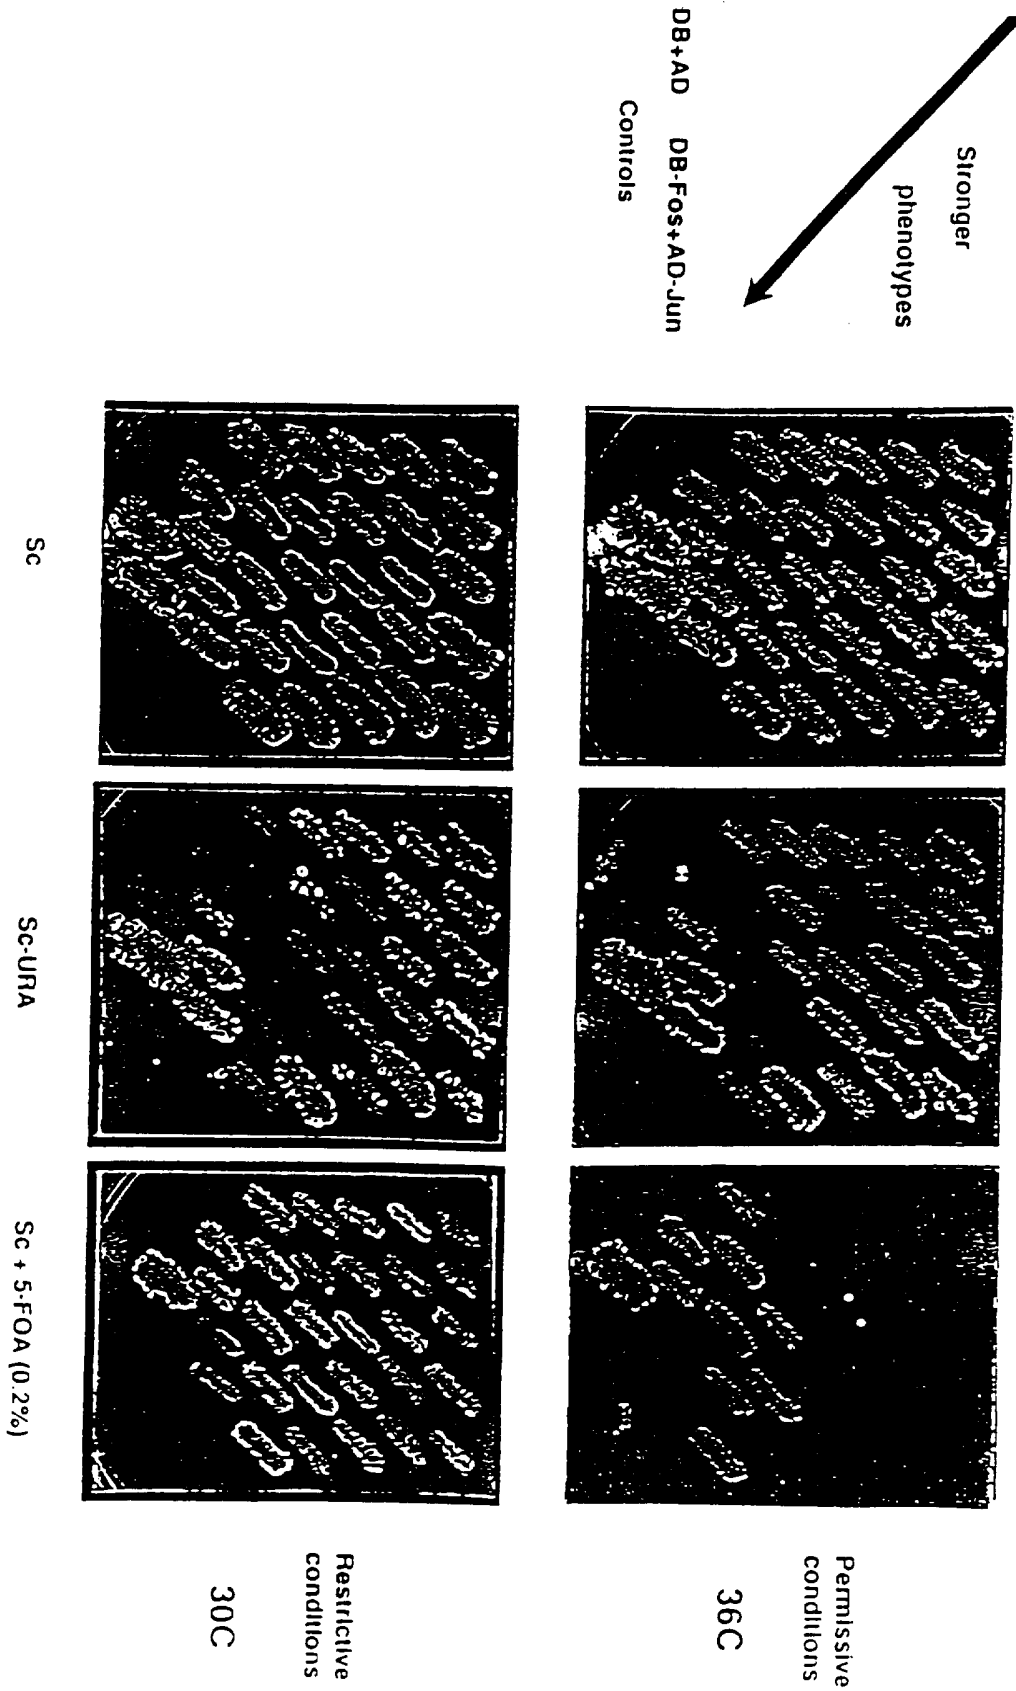 Stronger
phenotypes
DB+AD DB-Fos+AD-Jun
Controls
Permissive
conditions
36C
Restrictive
conditions
30C
Sc
Sc-URA
Sc + 5-FOA (0.2%)